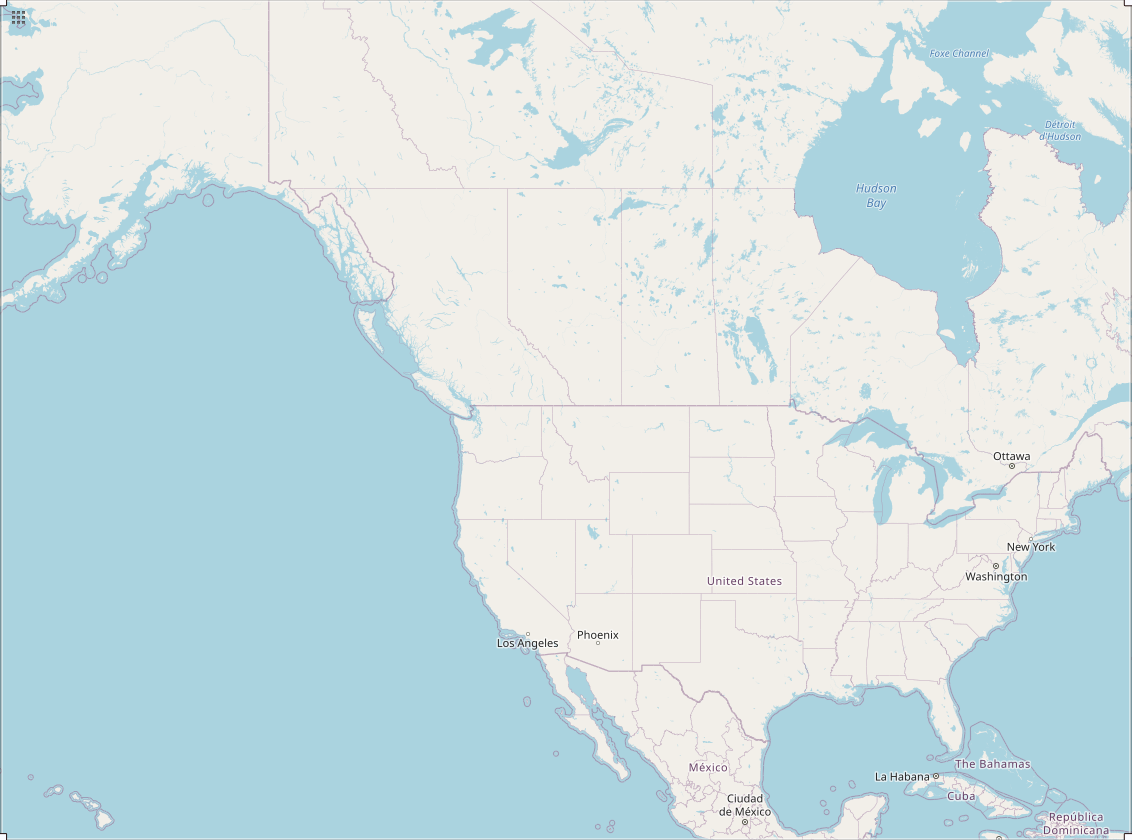 Foxe Channel
Détroit
d'Hudson
Hudson
Bay
Ottawa
New York
Washington
United States
Phoenix
Los Angeles
The Bahamas
México
La Habana
Cuba
Ciudad
de México
República
Dominicana